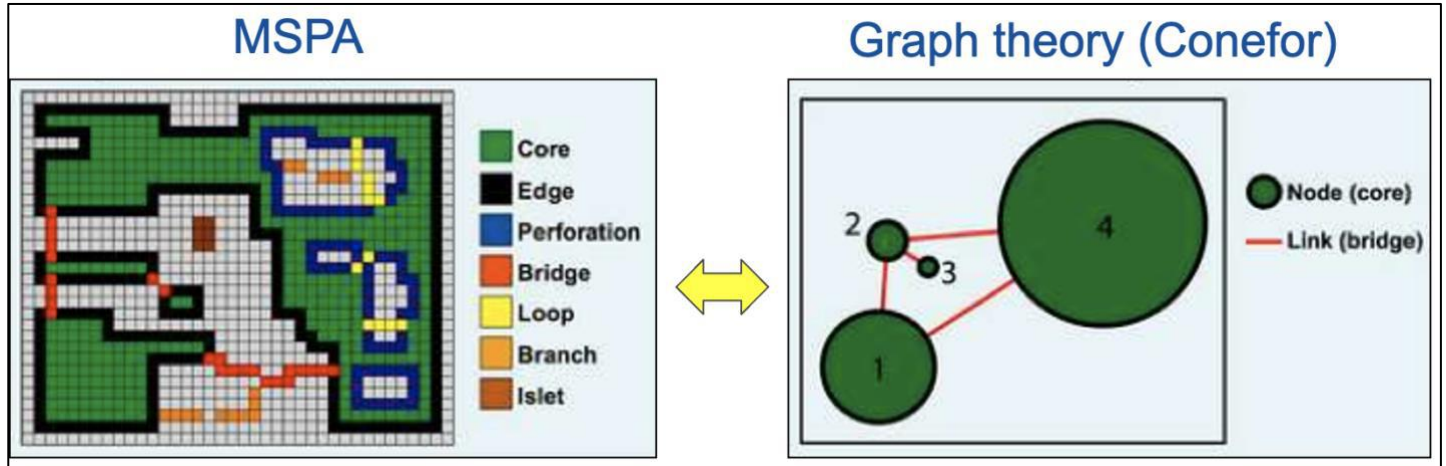 MSPA
Core
Edge
Perforation
Bridge
Loop
Branch
Islet
Graph theory (Conefor)
2
3
4
1
Node (core)
Link (bridge)